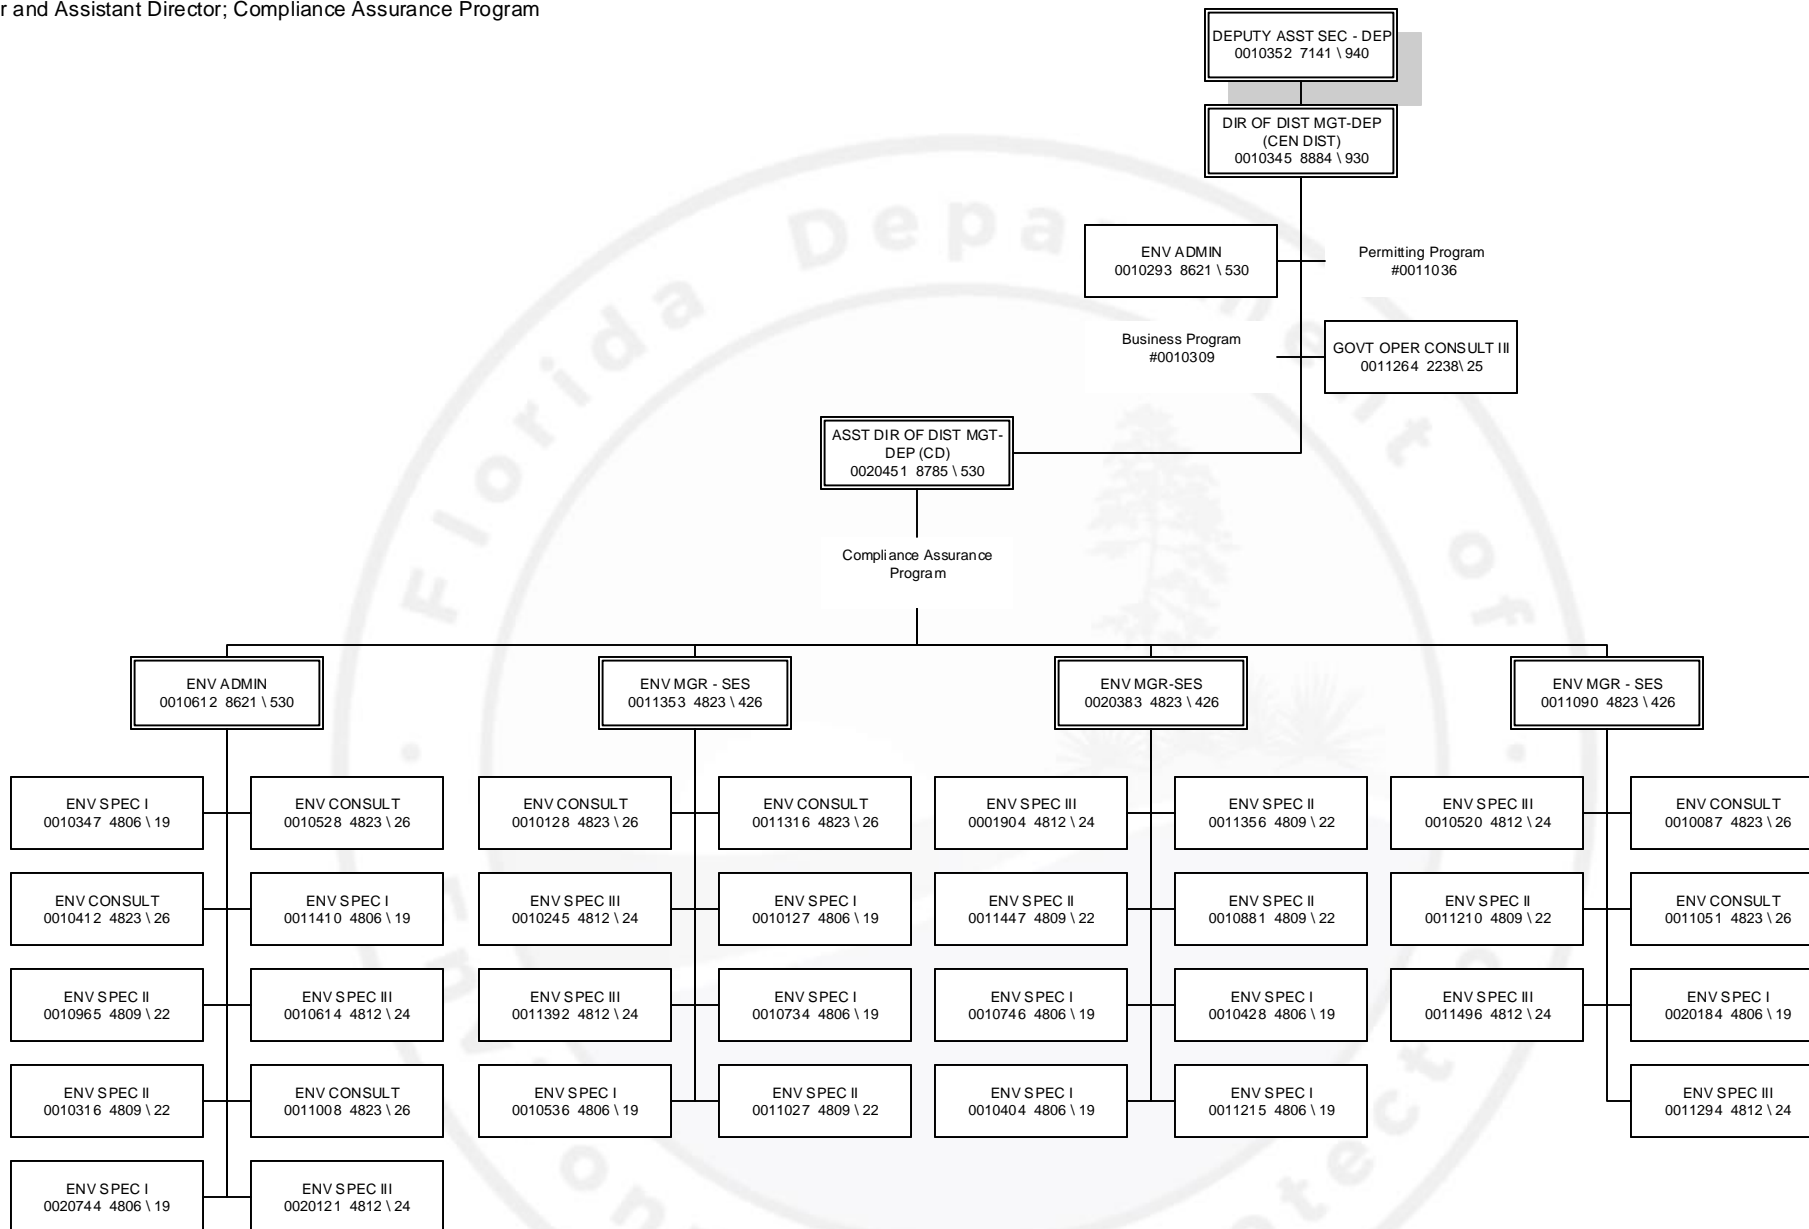 r and Assistant Director; Compliance Assurance Program
DEPUTY ASST SEC - DEP
0010352 7141 \ 940
DIR OF DIST MGT-DEP
(CEN DIST)
0010345 8884 \ 930
ENV ADMIN
0010293 8621 \ 530
Permitting Program
#0011036
Business Program
#0010309
GOVT OPER CONSULT III
0011264 2238\ 25
ASST DIR OF DIST MGT-
DEP (CD)
0020451 8785 \ 530
Compliance Assurance
Program
ENV ADMIN
0010612 8621 \ 530
ENV MGR - SES
0011353 4823 \ 426
ENV MGR-SES
0020383 4823 \ 426
ENV MGR - SES
0011090 4823 \ 426
ENV SPEC I
0010347 4806 \ 19
ENV CONSULT
0010528 4823 \ 26
ENV CONSULT
0010128 4823 \ 26
ENV CONSULT
0011316 4823 \ 26
ENV SPEC III
0001904 4812 \ 24
ENV SPEC II
0011356 4809 \ 22
ENV SPEC III
0010520 4812 \ 24
ENV CONSULT
0010087 4823 \ 26
ENV CONSULT
0010412 4823 \ 26
ENV SPEC I
0011410 4806 \ 19
ENV SPEC III
0010245 4812 \ 24
ENV SPEC I
0010127 4806 \ 19
ENV SPEC II
0011447 4809 \ 22
ENV SPEC II
0010881 4809 \ 22
ENV SPEC II
0011210 4809 \ 22
ENV CONSULT
0011051 4823 \ 26
ENV SPEC II
0010965 4809 \ 22
ENV SPEC III
0010614 4812 \ 24
ENV SPEC III
0011392 4812 \ 24
ENV SPEC I
0010734 4806 \ 19
ENV SPEC I
0010746 4806 \ 19
ENV SPEC I
0010428 4806 \ 19
ENV SPEC III
0011496 4812 \ 24
ENV SPEC I
0020184 4806 \ 19
ENV SPEC II
0010316 4809 \ 22
ENV CONSULT
0011008 4823 \ 26
ENV SPEC I
0010536 4806 \ 19
ENV SPEC II
0011027 4809 \ 22
ENV SPEC I
0010404 4806 \ 19
ENV SPEC I
0011215 4806 \ 19
ENV SPEC III
0011294 4812 \ 24
ENV SPEC I
0020744 4806 \ 19
ENV SPEC III
0020121 4812 \ 24
Florida Department of